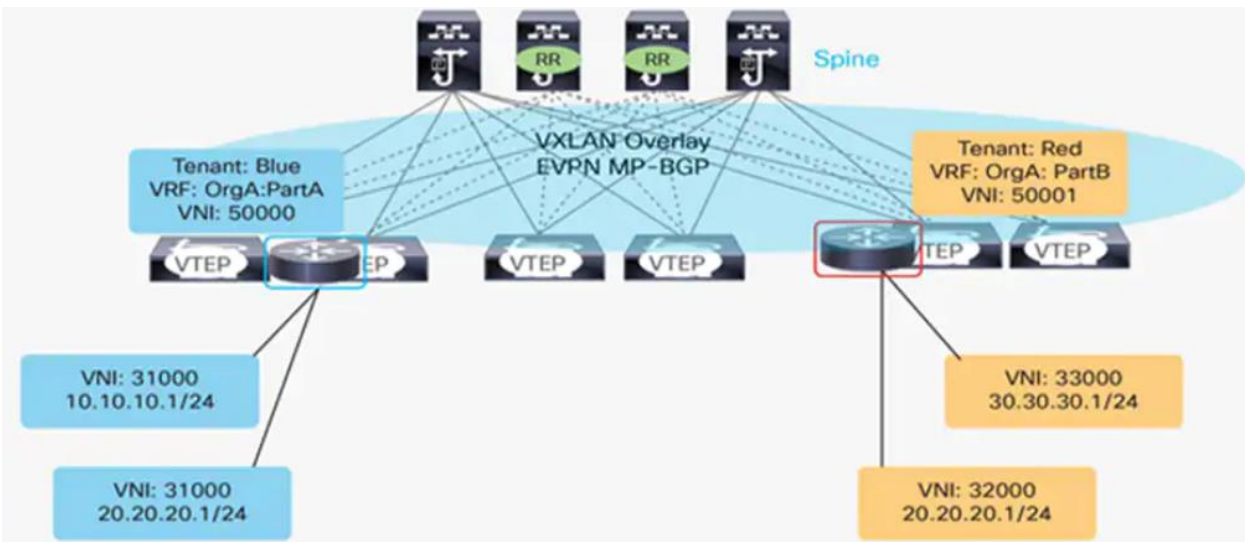 RR
RR
Spine
VXLAN Overlay
EVPN MP-BGP
Tenant: Blue
VRF: OrgA:PartA
VNI: 50000
Tenant: Red
VRF: OrgA: PartB
VNI: 50001
VTEP
EP
VTEP
VTEP
TEP
VTEP
VNI: 31000
10.10.10.1/24
VNI: 33000
30.30.30.1/24
VNI: 31000
20.20.20.1/24
VNI: 32000
20.20.20.1/24